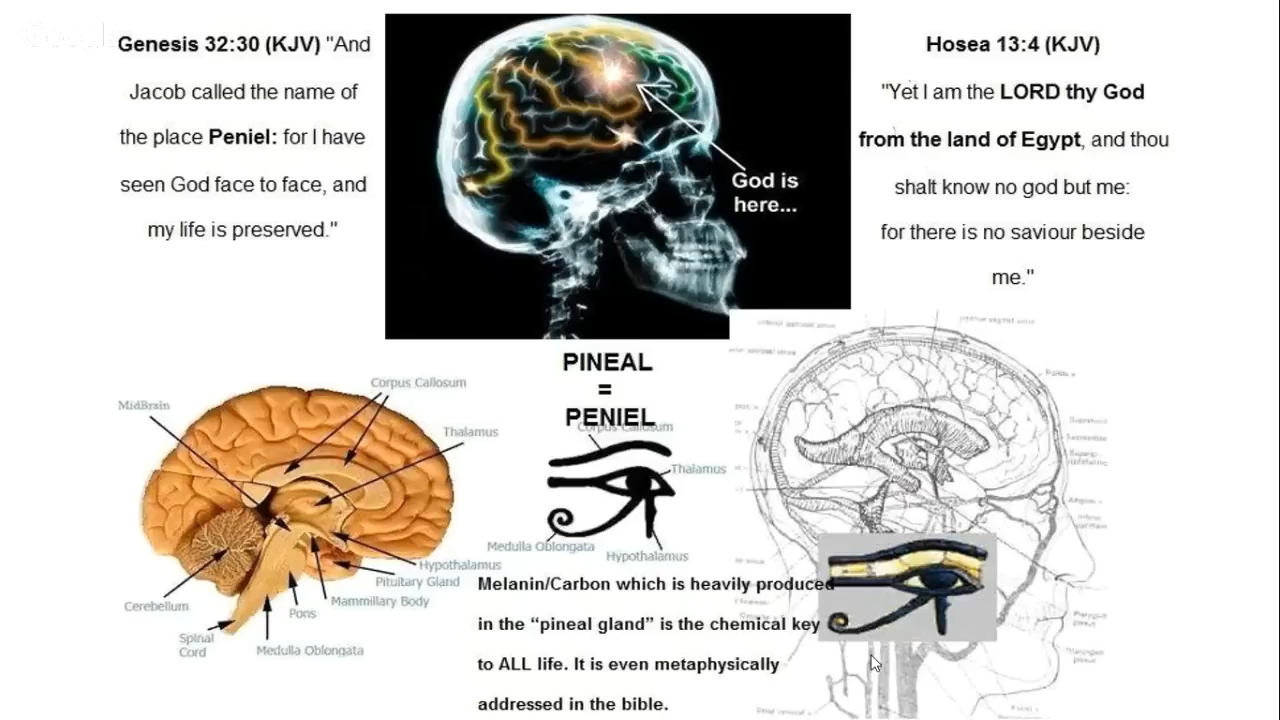 Genesis 32:30 (KJV) "And
Jacob called the name of
the place Peniel: for I have
seen God face to face, and
my life is preserved."
God is
here...
Hosea 13:4 (KJV)
"Yet I am the LORD thy God
from the land of Egypt, and thou
shalt know no god but me:
for there is no saviour beside
me."
PINEAL
=
PENIEL
Corpus Callosum
MidBrain
Thalamus
Hypothalamus
Pituitary Gland
Mammillary Body
Pons
Cerebellum
Spinal
Cord
Medulla Oblongata
Corpus Callosum
Thalamus
Medulla Oblongata
Hypothalamus
Melanin/Carbon which is heavily produced
in the “pineal gland” is the chemical key
to ALL life. It is even metaphysically
addressed in the bible.